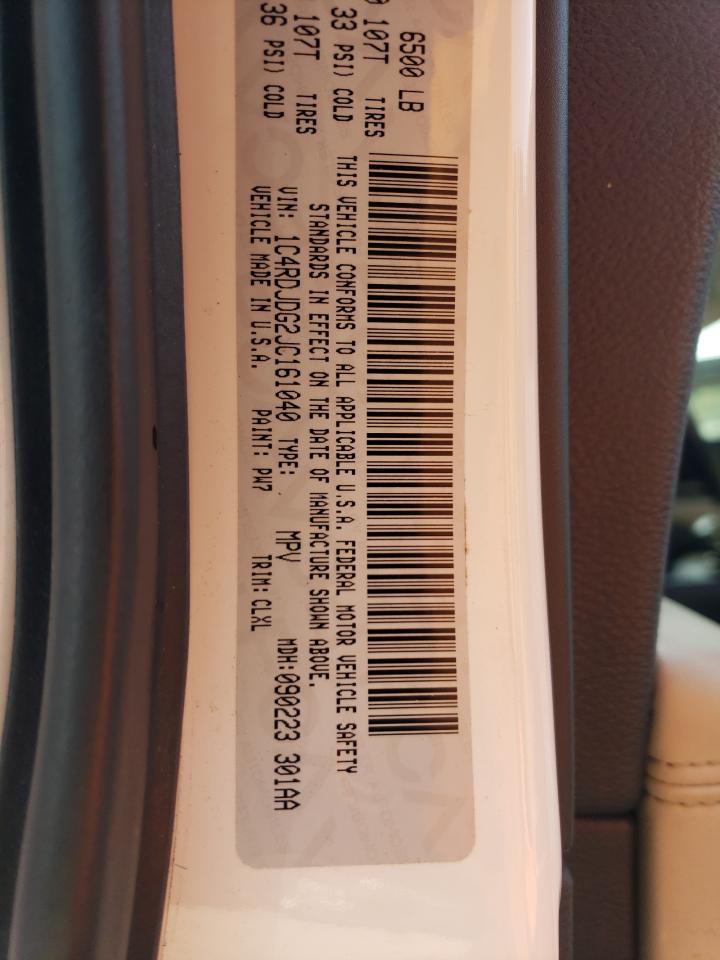 6500 LB
107T TIRES
33 PSI) COLD
107T TIRES
36 PSI) COLD
THIS VEHICLE CONFORMS TO ALL APPLICABLE U.S.A. FEDERAL MOTOR VEHICLE SAFETY
STANDARDS IN EFFECT ON THE DATE OF MANUFACTURE SHOWN ABOVE.
VIN: 1C4RDJDG2JC161040 TYPE: MPV MDH:090223 301AA
VEHICLE MADE IN U.S.A. PAINT: PW7 TRIM:CLXL